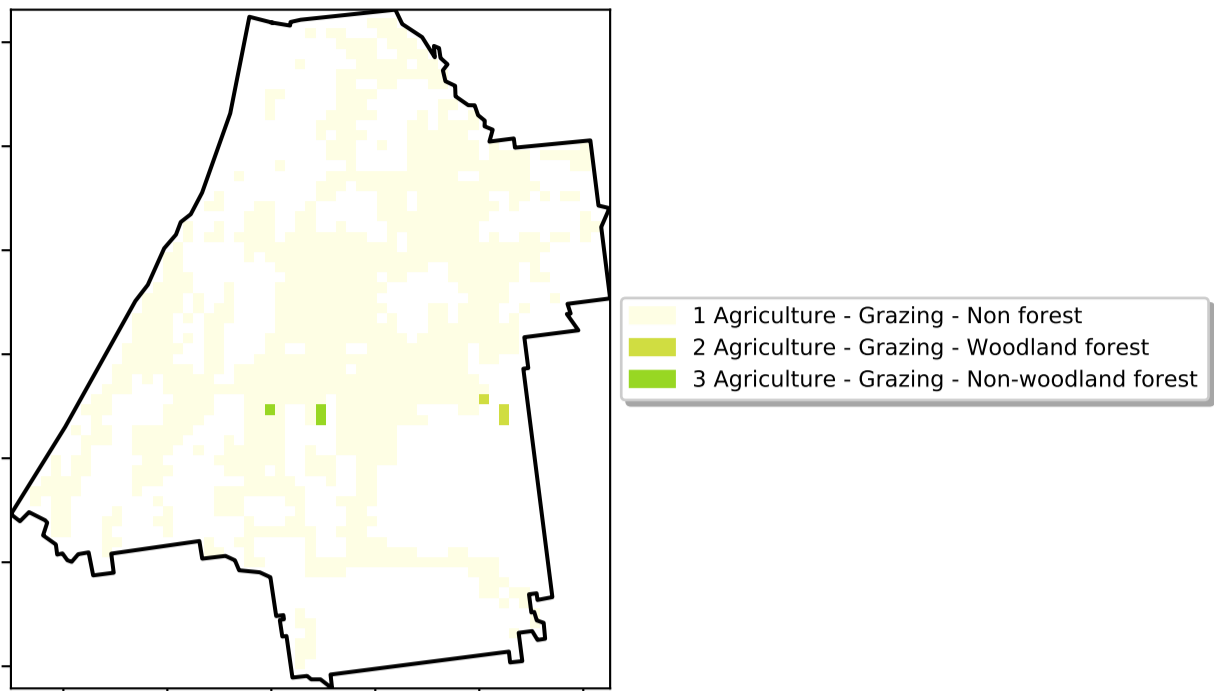 1 Agriculture - Grazing - Non forest
2 Agriculture - Grazing - Woodland forest
3 Agriculture - Grazing - Non-woodland forest